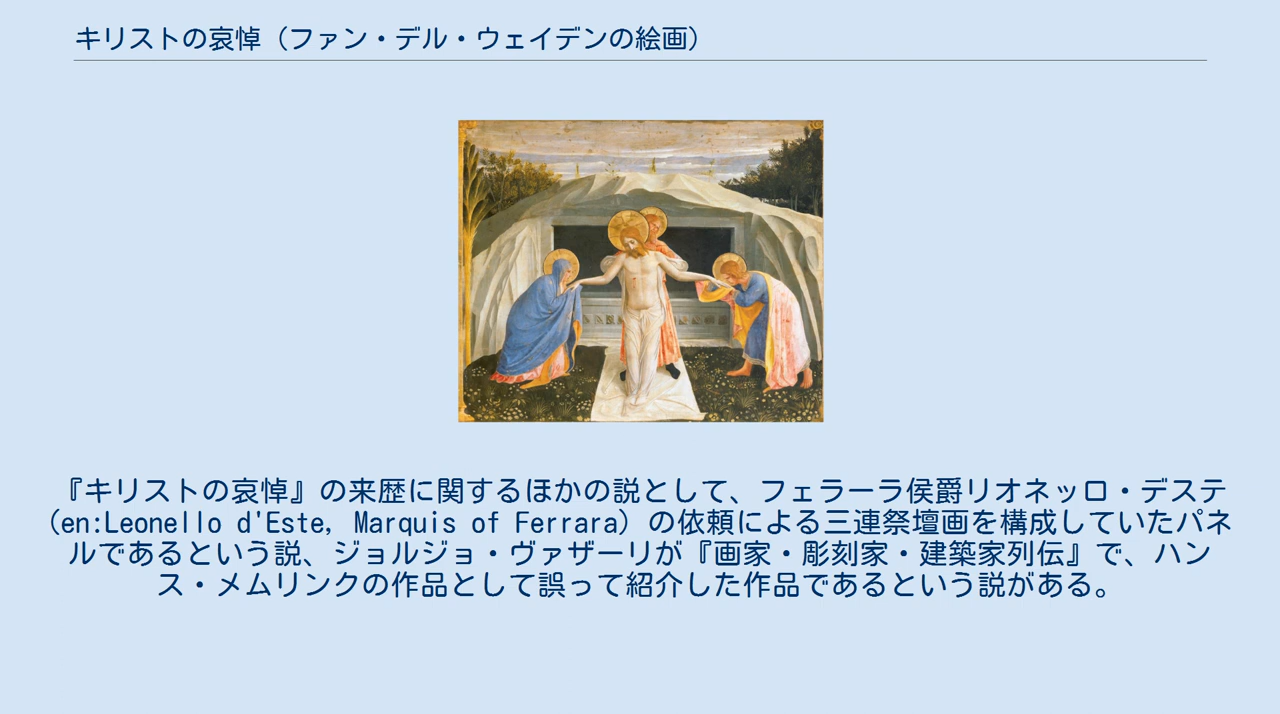 キリストの哀悼（ファン・デル・ウェイデンの絵画）
『キリストの哀悼』の来歴に関するほかの説として、フェラーラ侯爵リオネッロ・デステ
（en:Leonello d'Este, Marquis of Ferrara）の依頼による三連祭壇画を構成していたパネ
ルであるという説、ジョルジョ・ヴァザーリが『画家・彫刻家・建築家列伝』で、ハン
ス・メムリンクの作品として誤って紹介した作品であるという説がある。